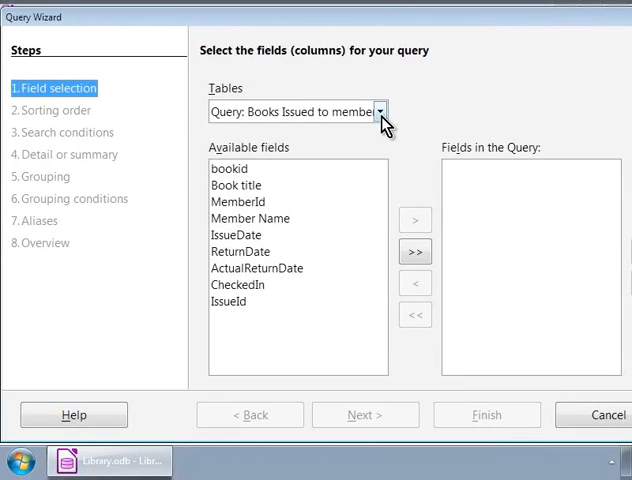 Query Wizard
Steps
Select the fields (columns) for your query
1. Field selection
2. Sorting order
3. Search conditions
4. Detail or summary
5. Grouping
6. Grouping conditions
7. Aliases
8. Overview
Tables
Query: Books Issued to member
Available fields
Fields in the Query:
bookid
Book title
MemberId
Member Name
IssueDate
ReturnDate
ActualReturnDate
CheckedIn
IssueId
>
>>
<
<<
Help
< Back
Next >
Finish
Cancel
Library.odb - Libr...